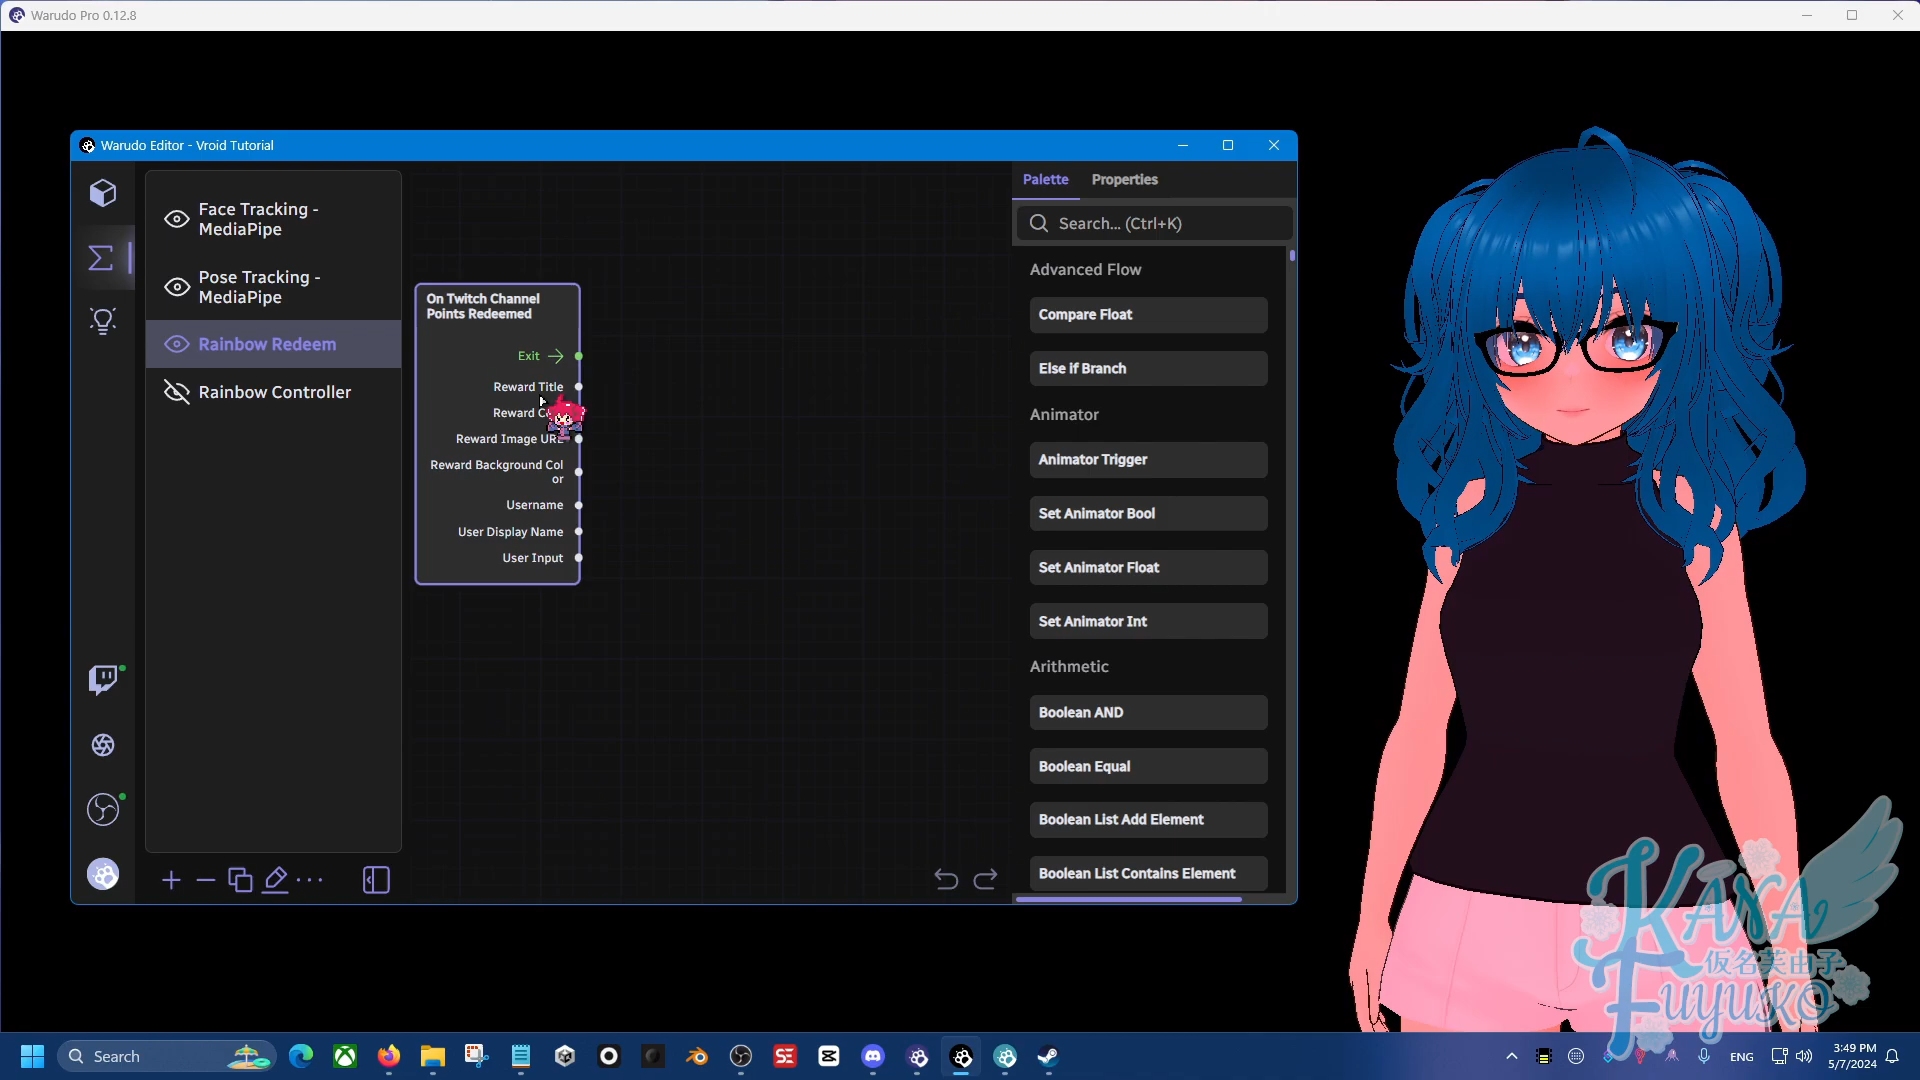 Warudo Pro 0.12.8
Warudo Editor - Vroid Tutorial
Face Tracking -
MediaPipe
Pose Tracking -
MediaPipe
Rainbow Redeem
Rainbow Controller
On Twitch Channel
Points Redeemed
Exit
Reward Title
Reward C
Reward Image URL
Reward Background Col
or
Username
User Display Name
User Input
Palette
Properties
Search... (Ctrl+K)
Advanced Flow
Compare Float
Else if Branch
Animator
Animator Trigger
Set Animator Bool
Set Animator Float
Set Animator Int
Arithmetic
Boolean AND
Boolean Equal
Boolean List Add Element
Boolean List Contains Element
KANA
仮名芙由子
FUYUKO
Search
SE
ENG
3:49 PM
5/7/2024